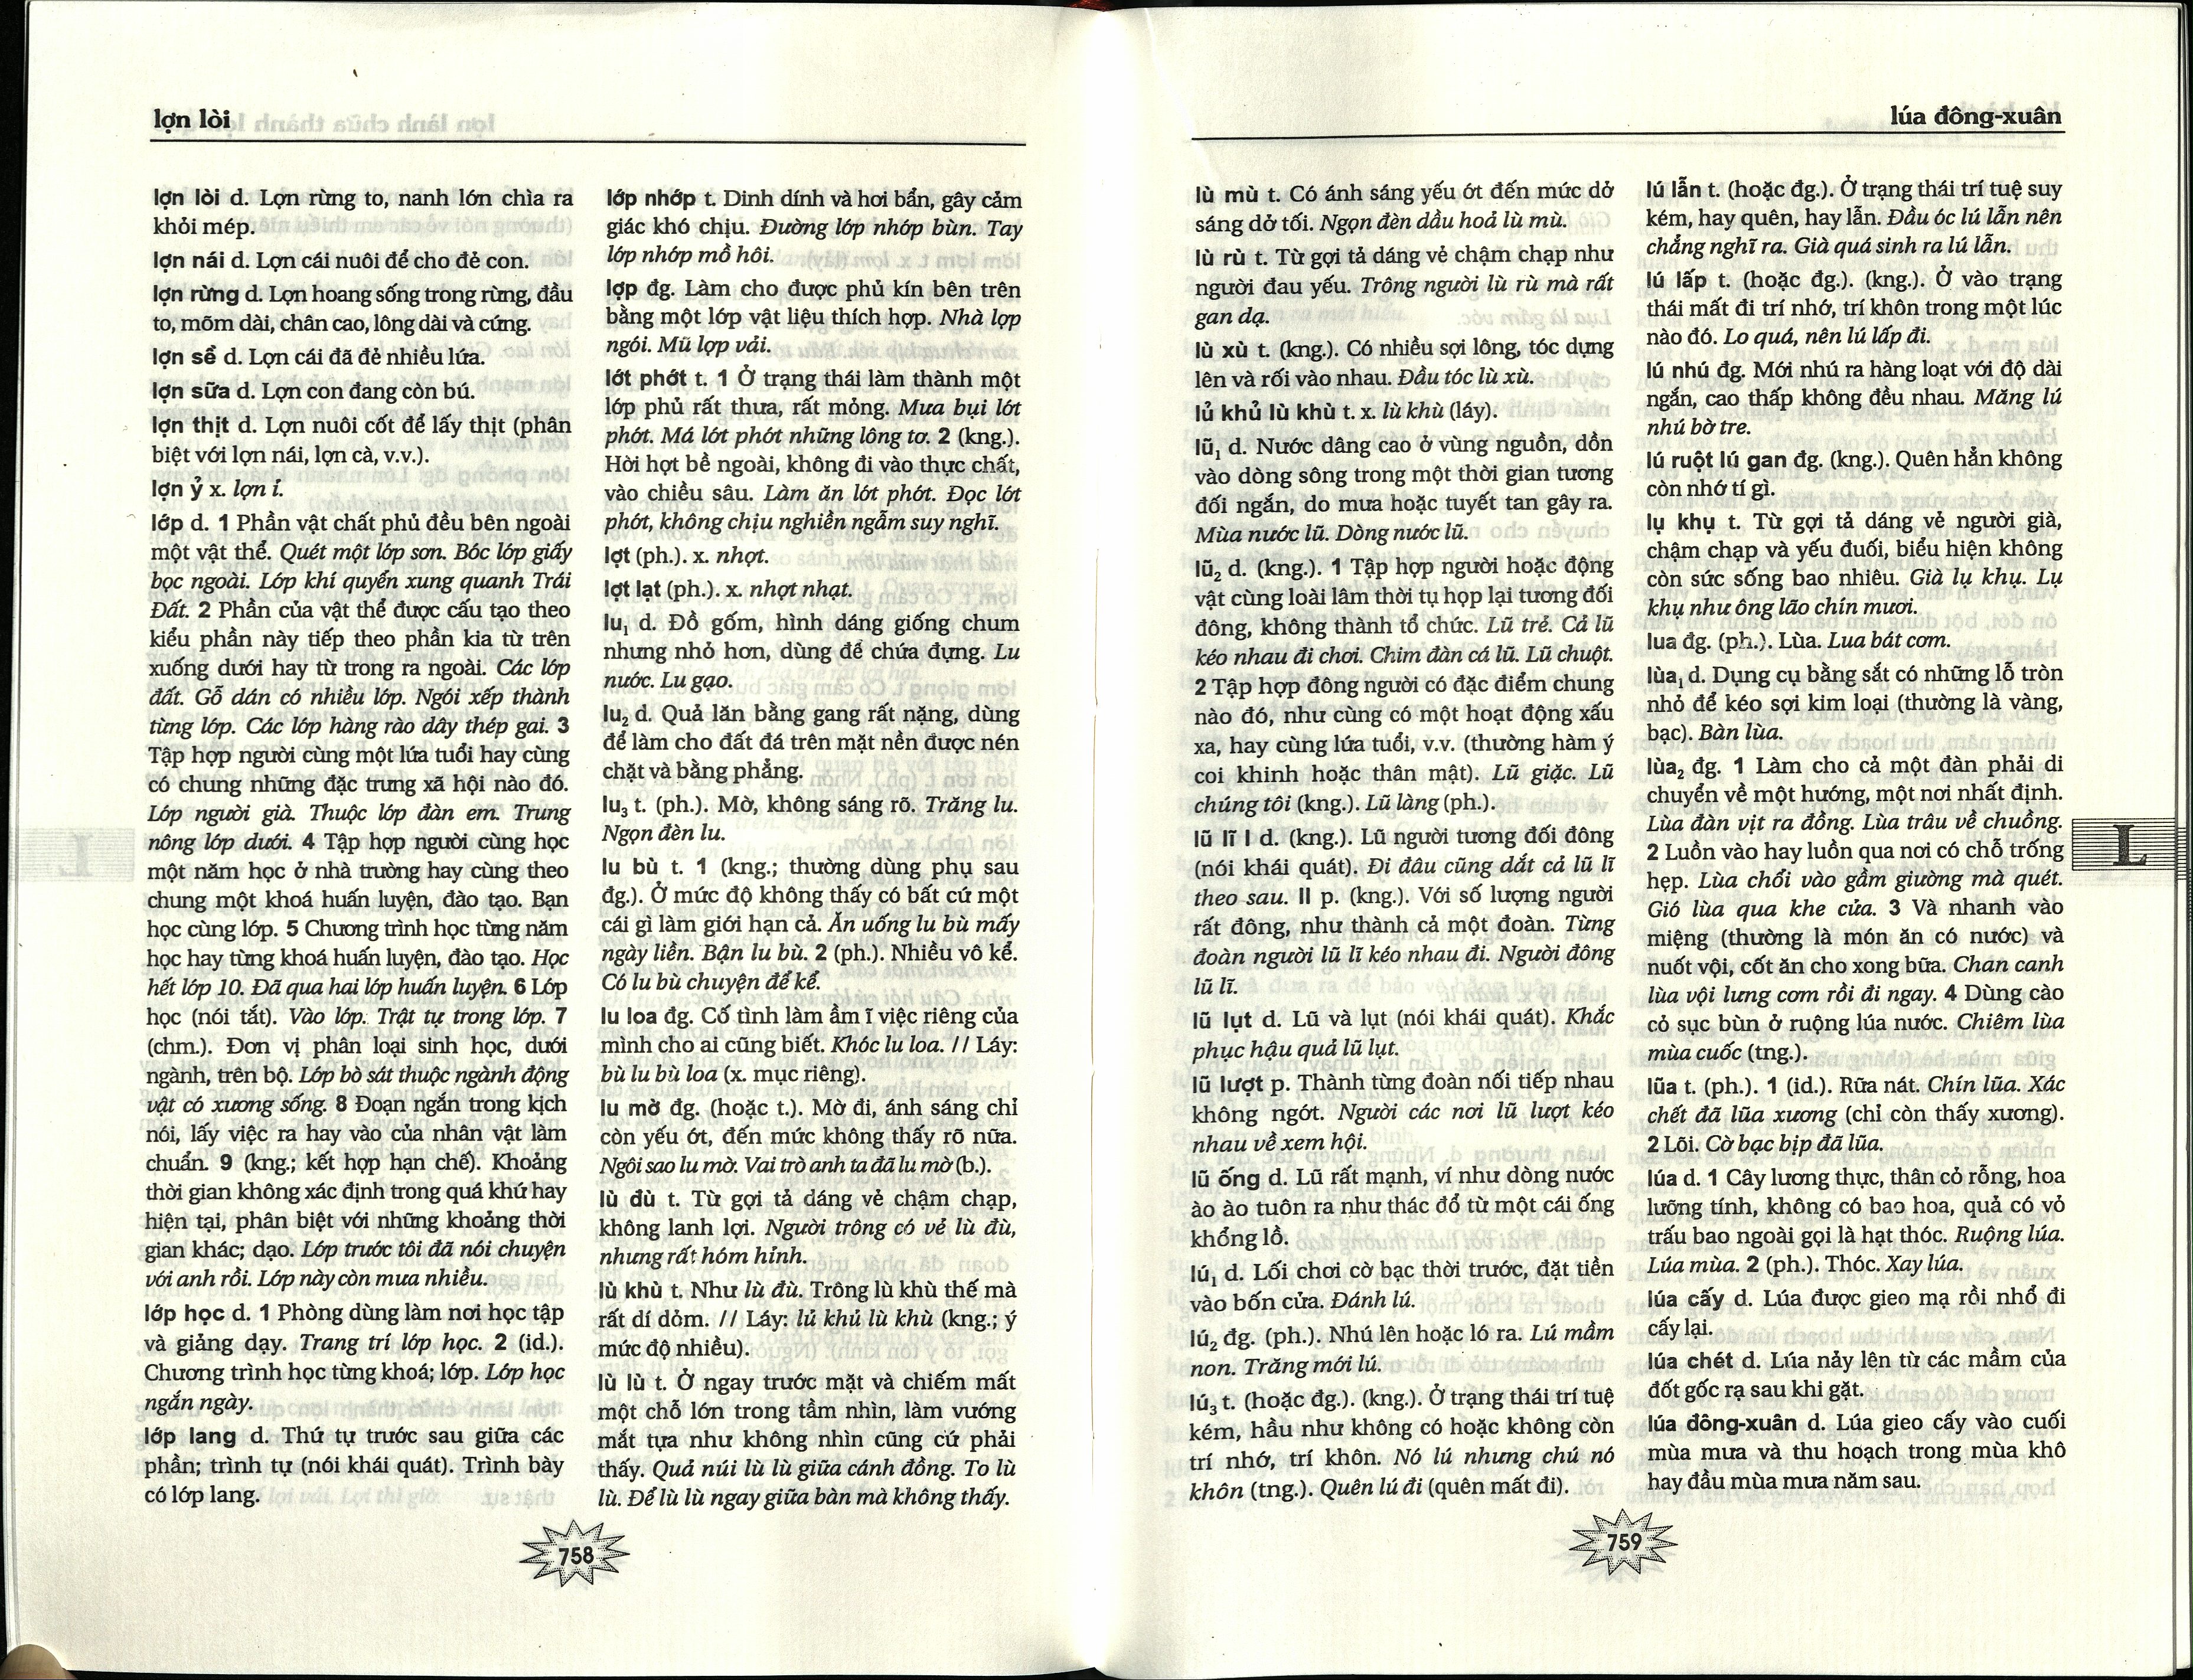 lợn lòi
lợn lòi d. Lợn rừng to, nanh lớn chìa ra
khỏi mép.
lợn nái d. Lợn cái nuôi để cho đẻ con.
lợn rừng d. Lợn hoang sống trong rừng, đầu
to, mõm dài, chân cao, lông dài và cứng.
lợn sề d. Lợn cái đã đẻ nhiều lứa.
lợn sữa d. Lợn con đang còn bú.
lợn thịt d. Lợn nuôi cốt để lấy thịt (phân
biệt với lợn nái, lợn cà, v.v.).
lợn ỷ x. lợn ỉ.
lớp d. 1 Phần vật chất phủ đều bên ngoài
một vật thể. Quét một lớp sơn. Bóc lớp giấy
bọc ngoài. Lớp khí quyển xung quanh Trái
Đất. 2 Phần của vật thể được cấu tạo theo
kiểu phần này tiếp theo phần kia từ trên
xuống dưới hay từ trong ra ngoài. Các lớp
đất. Gỗ dán có nhiều lớp. Ngói xếp thành
từng lớp. Các lớp hàng rào dây thép gai. 3
Tập hợp người cùng một lứa tuổi hay cùng
có chung những đặc trưng xã hội nào đó.
Lớp người già. Thuộc lớp đàn em. Trung
nông lớp dưới. 4 Tập hợp người cùng học
một năm học ở nhà trường hay cùng theo
chung một khoá huấn luyện, đào tạo. Bạn
học cùng lớp. 5 Chương trình học từng năm
học hay từng khoá huấn luyện, đào tạo. Học
hết lớp 10. Đã qua hai lớp huấn luyện. 6 Lớp
học (nói tắt). Vào lớp. Trật tự trong lớp. 7
(chm.). Đơn vị phân loại sinh học, dưới
ngành, trên bộ. Lớp bò sát thuộc ngành động
vật có xương sống. 8 Đoạn ngắn trong kịch
nói, lấy việc ra hay vào của nhân vật làm
chuẩn. 9 (kng.; kết hợp hạn chế). Khoảng
thời gian không xác định trong quá khứ hay
hiện tại, phân biệt với những khoảng thời
gian khác; dạo. Lớp trước tôi đã nói chuyện
với anh rồi. Lớp này còn mưa nhiều.
lớp học d. 1 Phòng dùng làm nơi học tập
và giảng dạy. Trang trí lớp học. 2 (id.).
Chương trình học từng khoá; lớp. Lớp học
ngắn ngày.
lớp lang d. Thứ tự trước sau giữa các
phần; trình tự (nói khái quát). Trình bày
có lớp lang.
lớp nhớp t. Dinh dính và hơi bẩn, gây cảm
giác khó chịu. Đường lớp nhớp bùn. Tay
lớp nhớp mồ hôi.
lợp đg. Làm cho được phủ kín bên trên
bằng một lớp vật liệu thích hợp. Nhà lợp
ngói. Mũ lợp vải.
lớt phớt t. 1 Ở trạng thái làm thành một
lớp phủ rất thưa, rất mỏng. Mưa bụi lớt
phớt. Má lớt phớt những lông tơ. 2 (kng.).
Hời hợt bề ngoài, không đi vào thực chất,
vào chiều sâu. Làm ăn lớt phớt. Đọc lớt
phớt, không chịu nghiền ngẫm suy nghĩ.
lợt (ph.). x. nhợt.
lợt lạt (ph.). x. nhợt nhạt.
lu₁ d. Đồ gốm, hình dáng giống chum
nhưng nhỏ hơn, dùng để chứa đựng. Lu
nước. Lu gạo.
lu₂ d. Quả lăn bằng gang rất nặng, dùng
để làm cho đất đá trên mặt nền được nén
chặt và bằng phẳng.
lu₃ t. (ph.). Mờ, không sáng rõ. Trăng lu.
Ngọn đèn lu.
lu bù t. 1 (kng.; thường dùng phụ sau
đg.). Ở mức độ không thấy có bất cứ một
cái gì làm giới hạn cả. Ăn uống lu bù mấy
ngày liền. Bận lu bù. 2 (ph.). Nhiều vô kể.
Có lu bù chuyện để kể.
lu loa đg. Cố tình làm ầm ĩ việc riêng của
mình cho ai cũng biết. Khóc lu loa. // Láy:
bù lu bù loa (x. mục riêng).
lu mờ đg. (hoặc t.). Mờ đi, ánh sáng chỉ
còn yếu ớt, đến mức không thấy rõ nữa.
Ngôi sao lu mờ. Vai trò anh ta đã lu mờ (b.).
lù đù t. Từ gợi tả dáng vẻ chậm chạp,
không lanh lợi. Người trông có vẻ lù đù,
nhưng rất hóm hỉnh.
lù khù t. Như lù đù. Trông lù khù thế mà
rất dí dỏm. // Láy: lủ khủ lù khù (kng.; ý
mức độ nhiều).
lù lù t. Ở ngay trước mặt và chiếm mất
một chỗ lớn trong tầm nhìn, làm vướng
mắt tựa như không nhìn cũng cứ phải
thấy. Quả núi lù lù giữa cánh đồng. To lù
lù. Để lù lù ngay giữa bàn mà không thấy.
758
lúa đông-xuân
lù mù t. Có ánh sáng yếu ớt đến mức dở
sáng dở tối. Ngọn đèn dầu hoả lù mù.
lù rù t. Từ gợi tả dáng vẻ chậm chạp như
người đau yếu. Trông người lù rù mà rất
gan dạ.
lù xù t. (kng.). Có nhiều sợi lông, tóc dựng
lên và rối vào nhau. Đầu tóc lù xù.
lủ khủ lù khù t. x. lù khù (láy).
lũ₁ d. Nước dâng cao ở vùng nguồn, dồn
vào dòng sông trong một thời gian tương
đối ngắn, do mưa hoặc tuyết tan gây ra.
Mùa nước lũ. Dòng nước lũ.
lũ₂ d. (kng.). 1 Tập hợp người hoặc động
vật cùng loài lâm thời tụ họp lại tương đối
đông, không thành tổ chức. Lũ trẻ. Cả lũ
kéo nhau đi chơi. Chim đàn cá lũ. Lũ chuột.
2 Tập hợp đông người có đặc điểm chung
nào đó, như cùng có một hoạt động xấu
xa, hay cùng lứa tuổi, v.v. (thường hàm ý
coi khinh hoặc thân mật). Lũ giặc. Lũ
chúng tôi (kng.). Lũ làng (ph.).
lũ lĩ I d. (kng.). Lũ người tương đối đông
(nói khái quát). Đi đâu cũng dắt cả lũ lĩ
theo sau. II p. (kng.). Với số lượng người
rất đông, như thành cả một đoàn. Từng
đoàn người lũ lĩ kéo nhau đi. Người đông
lũ lĩ.
lũ lụt d. Lũ và lụt (nói khái quát). Khắc
phục hậu quả lũ lụt.
lũ lượt p. Thành từng đoàn nối tiếp nhau
không ngớt. Người các nơi lũ lượt kéo
nhau về xem hội.
lũ ống d. Lũ rất mạnh, ví như dòng nước
ào ào tuôn ra như thác đổ từ một cái ống
khổng lồ.
lú₁ d. Lối chơi cờ bạc thời trước, đặt tiền
vào bốn cửa. Đánh lú.
lú₂ đg. (ph.). Nhú lên hoặc ló ra. Lú mầm
non. Trăng mới lú.
lú₃ t. (hoặc đg.). (kng.). Ở trạng thái trí tuệ
kém, hầu như không có hoặc không còn
trí nhớ, trí khôn. Nó lú nhưng chú nó
khôn (tng.). Quên lú đi (quên mất đi).
lú lẫn t. (hoặc đg.). Ở trạng thái trí tuệ suy
kém, hay quên, hay lẫn. Đầu óc lú lẫn nên
chẳng nghĩ ra. Già quá sinh ra lú lẫn.
lú lấp t. (hoặc đg.). (kng.). Ở vào trạng
thái mất đi trí nhớ, trí khôn trong một lúc
nào đó. Lo quá, nên lú lấp đi.
lú nhú đg. Mới nhú ra hàng loạt với độ dài
ngắn, cao thấp không đều nhau. Măng lú
nhú bờ tre.
lú ruột lú gan đg. (kng.). Quên hẳn không
còn nhớ tí gì.
lụ khụ t. Từ gợi tả dáng vẻ người già,
chậm chạp và yếu đuối, biểu hiện không
còn sức sống bao nhiêu. Già lụ khụ. Lụ
khụ như ông lão chín mươi.
lua đg. (ph.). Lùa. Lua bát cơm.
lùa₁ d. Dụng cụ bằng sắt có những lỗ tròn
nhỏ để kéo sợi kim loại (thường là vàng,
bạc). Bàn lùa.
lùa₂ đg. 1 Làm cho cả một đàn phải di
chuyển về một hướng, một nơi nhất định.
Lùa đàn vịt ra đồng. Lùa trâu về chuồng.
2 Luồn vào hay luồn qua nơi có chỗ trống
hẹp. Lùa chổi vào gầm giường mà quét.
Gió lùa qua khe cửa. 3 Và nhanh vào
miệng (thường là món ăn có nước) và
nuốt vội, cốt ăn cho xong bữa. Chan canh
lùa vội lưng cơm rồi đi ngay. 4 Dùng cào
cỏ sục bùn ở ruộng lúa nước. Chiêm lùa
mùa cuốc (tng.).
lũa t. (ph.). 1 (id.). Rữa nát. Chín lũa. Xác
chết đã lũa xương (chỉ còn thấy xương).
2 Lõi. Cờ bạc bịp đã lũa.
lúa d. 1 Cây lương thực, thân cỏ rỗng, hoa
lưỡng tính, không có bao hoa, quả có vỏ
trấu bao ngoài gọi là hạt thóc. Ruộng lúa.
Lúa mùa. 2 (ph.). Thóc. Xay lúa.
lúa cấy d. Lúa được gieo mạ rồi nhổ đi
cấy lại.
lúa chét d. Lúa nảy lên từ các mầm của
đốt gốc rạ sau khi gặt.
lúa đông-xuân d. Lúa gieo cấy vào cuối
mùa mưa và thu hoạch trong mùa khô
hay đầu mùa mưa năm sau.
L
759